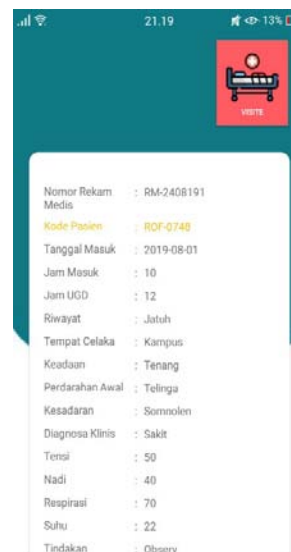 21.19 13%
VISITE
Nomor Rekam : RM-2408191
Medis
Kode Pasien : ROF-0748
Tanggal Masuk : 2019-08-01
Jam Masuk : 10
Jam UGD : 12
Riwayat : Jatuh
Tempat Celaka : Kampus
Keadaan : Tenang
Perdarahan Awal : Telinga
Kesadaran : Somnolen
Diagnosa Klinis : Sakit
Tensi : 50
Nadi : 40
Respirasi : 70
Suhu : 22
Tindakan : Observ